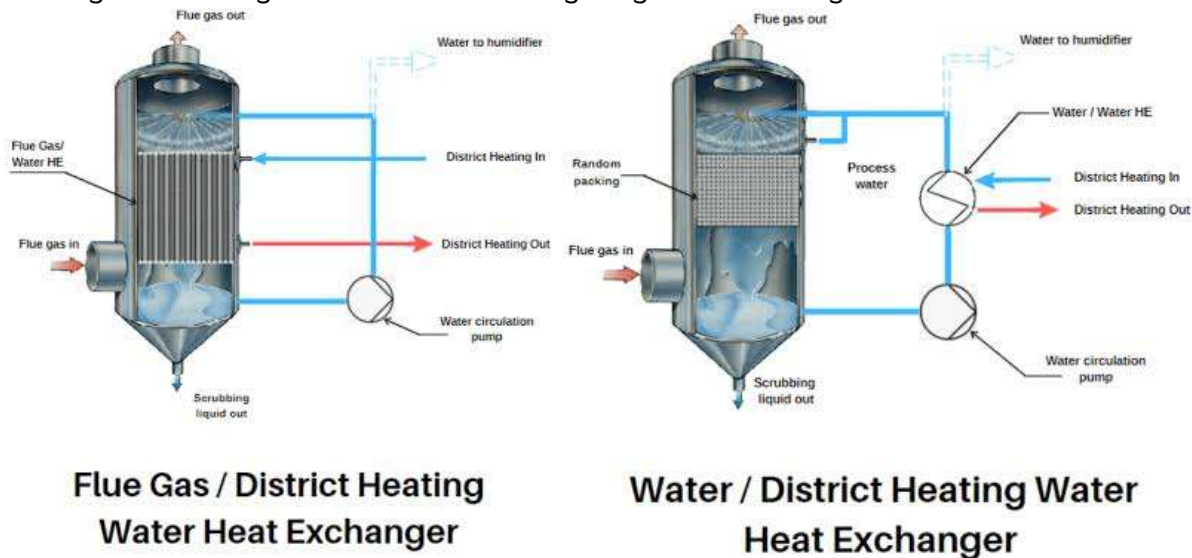 Flue gas out
Water to humidifier
Flue Gas/
Water HE
District Heating In
Flue gas in
District Heating Out
Water circulation
pump
Scrubbing
liquid out
Flue Gas / District Heating
Water Heat Exchanger
Flue gas out
Water to humidifier
Water / Water HE
Random
packing
Process
water
District Heating In
District Heating Out
Flue gas in
Water circulation
pump
Scrubbing
liquid out
Water / District Heating Water
Heat Exchanger